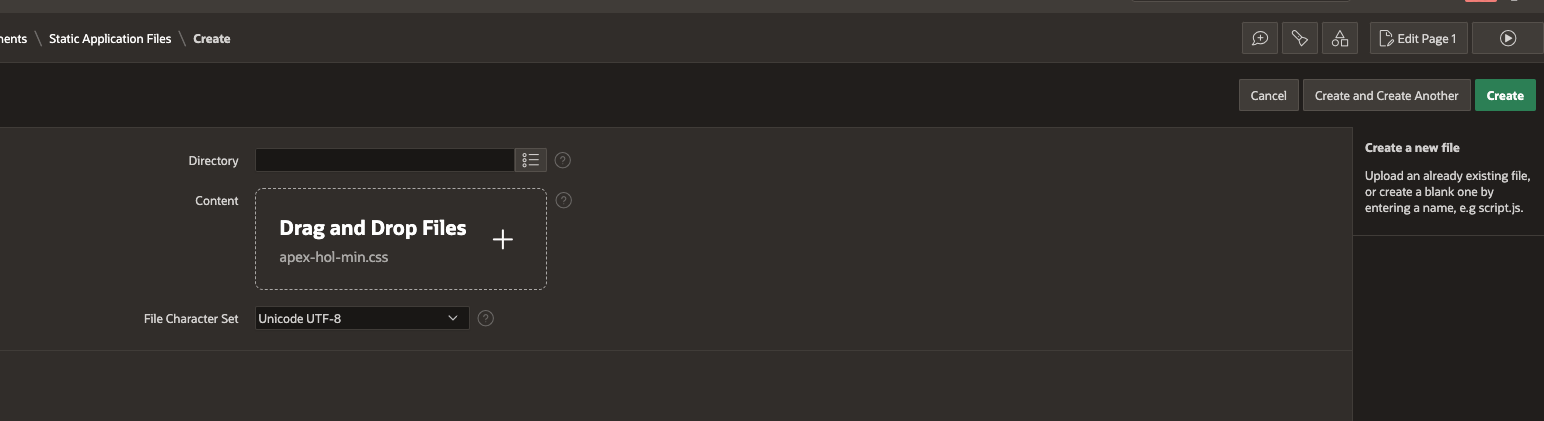 nents \ Static Application Files \ Create
Edit Page 1
Cancel
Create and Create Another
Create
Directory
Content
Drag and Drop Files
apex-hol-min.css
File Character Set
Unicode UTF-8
Create a new file
Upload an already existing file,
or create a blank one by
entering a name, e.g script.js.